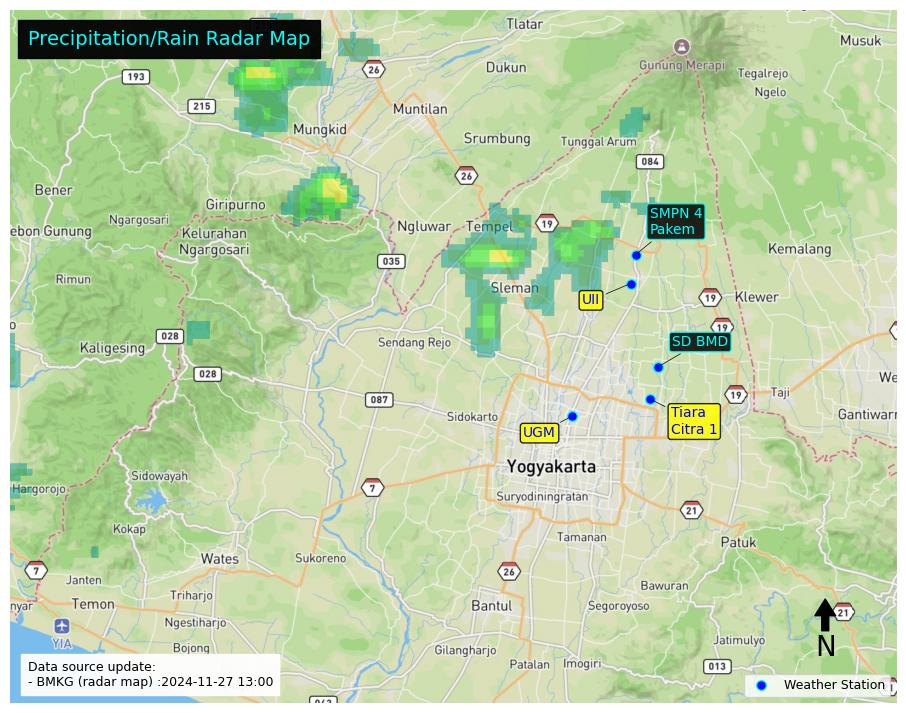 Precipitation/Rain Radar Map
Tlatar
Musuk
Gunung Merapi
26
Dukun
Tegalrejo
193
Ngelo
215
Muntilan
Mungkid
Srumbung
Tunggal Arum
084
26
Bener
Giripurno
SMPN 4
Pakem
Ngargosari
Ngluwar
Tempel
19
ebon Gunung
Kelurahan
Ngargosari
Kemalang
035
Rimun
Sleman
UII
19
Klewer
19
028
Sendang Rejo
SD BMD
Kaligesing
028
We
087
19
Taji
Sidokarto
Tiara
Citra 1
Gantiwarn
UGM
Yogyakarta
Sidowayah
Hargorojo
7
Suryodiningratan
21
Kokap
Tamanan
Patuk
Wates
Sukoreno
7
26
Janten
Bawuran
Triharjo
nyar
Temon
Bantul
Segoroyoso
21
Ngestiharjo
YIA
Jatimulyo
N
Bojong
Gilangharjo
Data source update:
- BMKG (radar map) :2024-11-27 13:00
Patalan
Imogiri
013
Weather Station